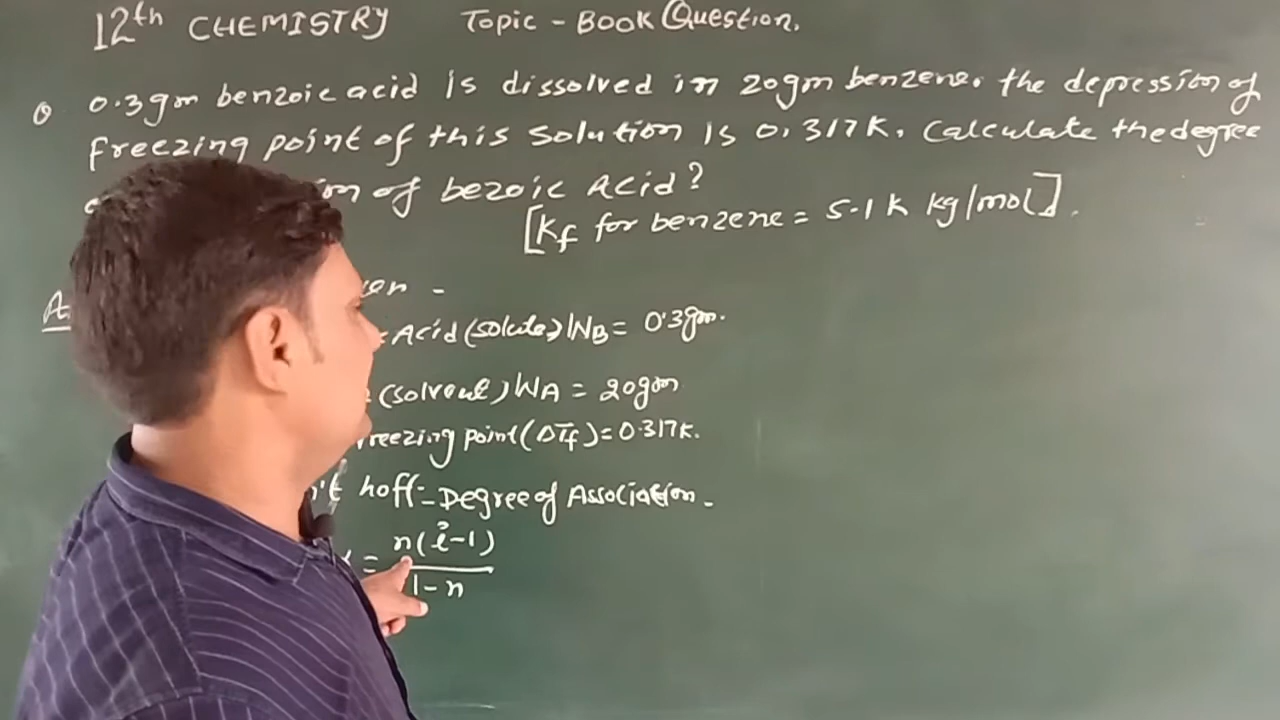 12th CHEMISTRY Topic - Book Question.
Q 0.3gm benzoic acid is dissolved in 20gm benzene. the depression of
freezing point of this solution is 0.317K. Calculate the degree
of bezoic Acid?
[Kf for benzene = 5.1 K kg/mol].
Acid (solute) WB = 0.3gm.
(solvent) WA = 20gm
freezing point (ΔTf) = 0.317K.
hoff - Degree of Association.
= n(i-1)
1-n